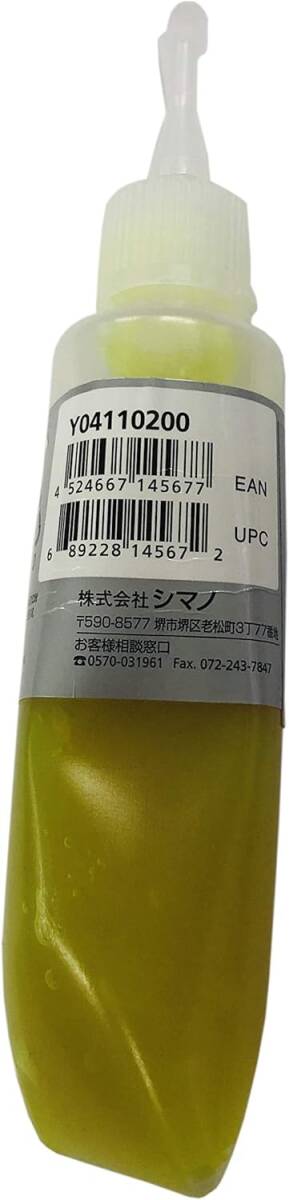 Y04110200
4 524667 145677 EAN
6 89228 14567 2 UPC
株式会社 シマノ
〒590-8577 堺市堺区老松町3丁77番地
お客様相談窓口
☎0570-031961 Fax. 072-243-7847